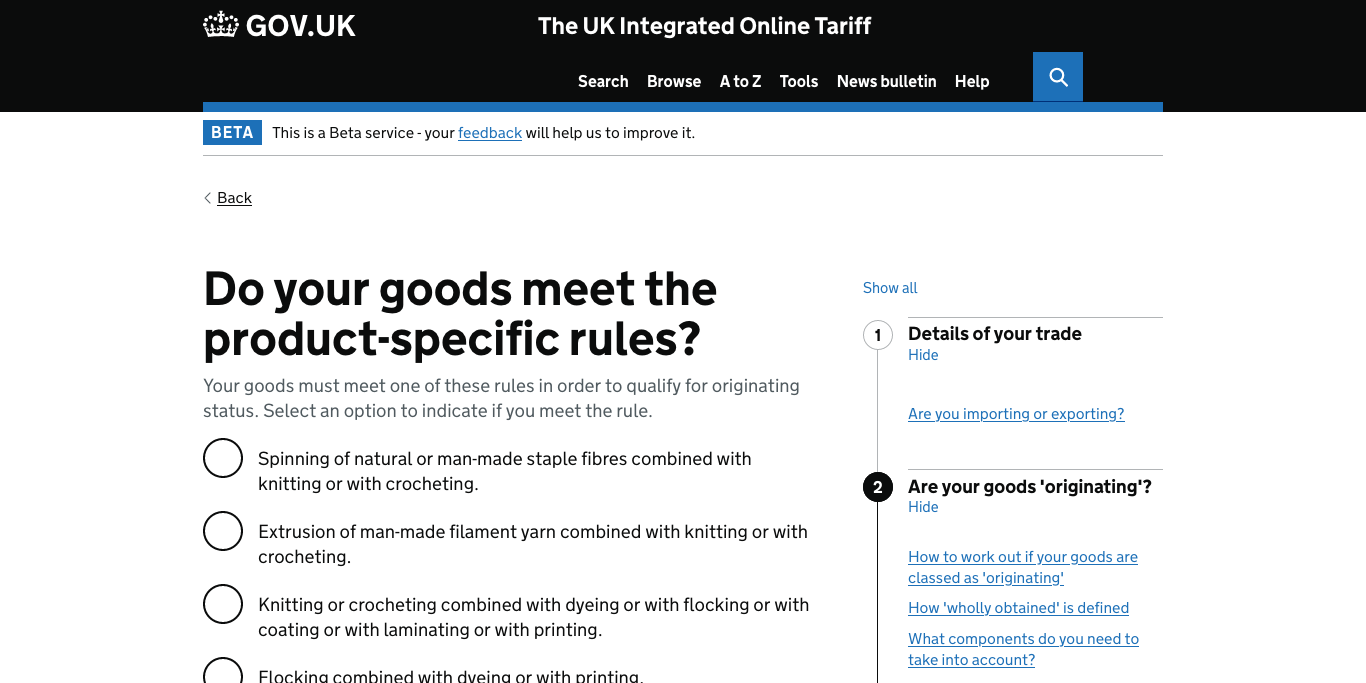 GOV.UK
The UK Integrated Online Tariff
Search Browse A to Z Tools News bulletin Help
BETA This is a Beta service - your feedback will help us to improve it.
Back
Do your goods meet the
product-specific rules?
Your goods must meet one of these rules in order to qualify for originating
status. Select an option to indicate if you meet the rule.
Spinning of natural or man-made staple fibres combined with
knitting or with crocheting.
Extrusion of man-made filament yarn combined with knitting or with
crocheting.
Knitting or crocheting combined with dyeing or with flocking or with
coating or with laminating or with printing.
Flocking combined with dyeing or with printing.
Show all
1 Details of your trade
Hide
Are you importing or exporting?
2 Are your goods 'originating'?
Hide
How to work out if your goods are
classed as 'originating'
How 'wholly obtained' is defined
What components do you need to
take into account?